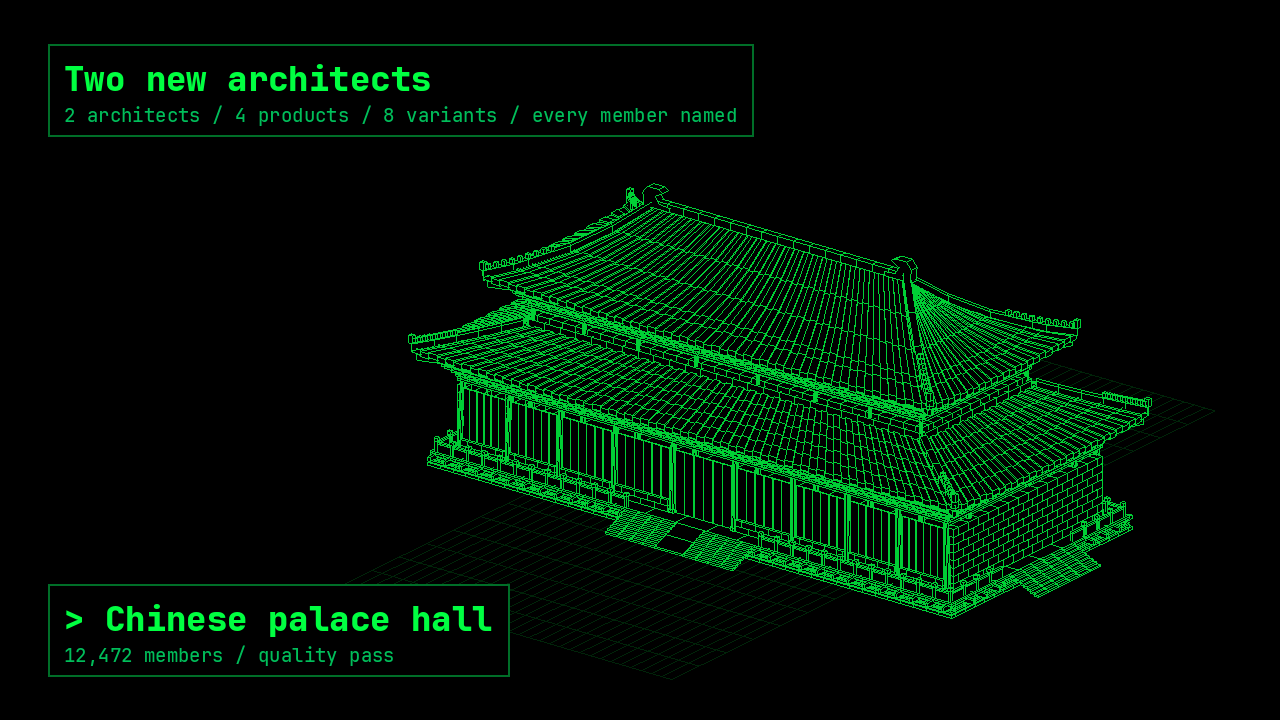 Two new architects
2 architects / 4 products / 8 variants / every member named
> Chinese palace hall
12,472 members / quality pass